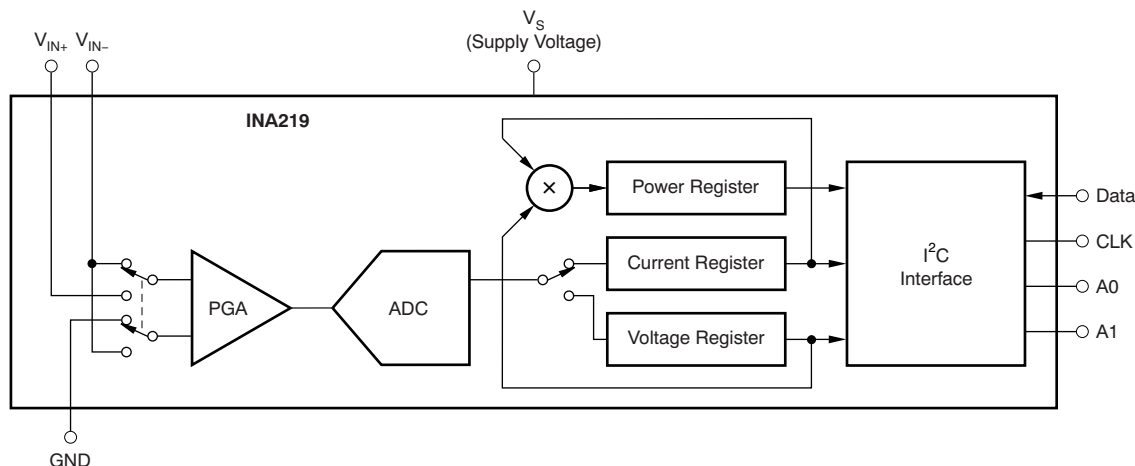 V_S
(Supply Voltage)
V_IN+ V_IN–
INA219
×
Power Register
Current Register
Voltage Register
PGA
ADC
I²C
Interface
Data
CLK
A0
A1
GND